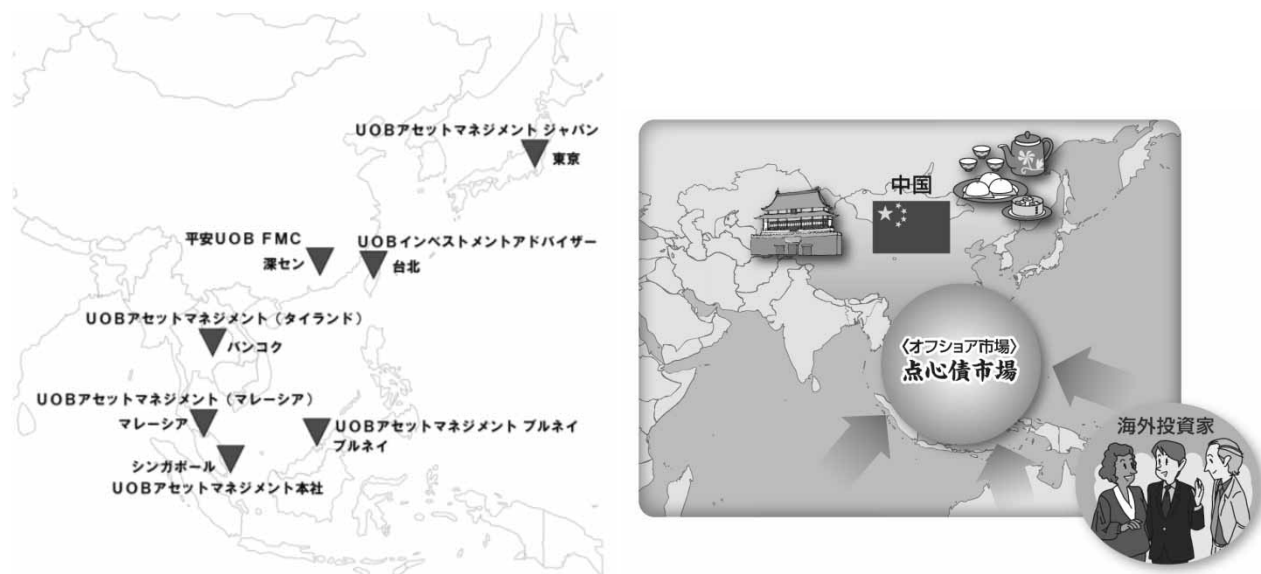 UOBアセットマネジメント ジャパン
東京
平安UOB FMC
深セン
UOBインベストメントアドバイザー
台北
UOBアセットマネジメント（タイランド）
バンコク
UOBアセットマネジメント（マレーシア）
マレーシア
UOBアセットマネジメント ブルネイ
ブルネイ
シンガポール
UOBアセットマネジメント本社
中国
〈オフショア市場〉
点心債市場
海外投資家